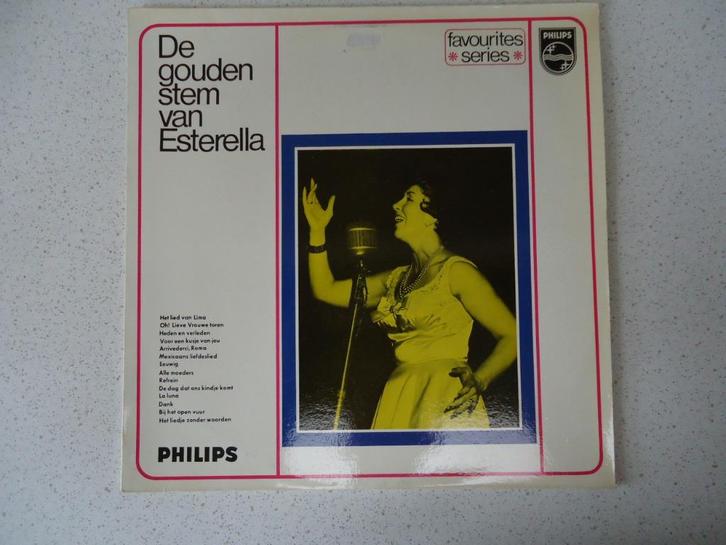 De
gouden
stem
van
Esterella
favourites
* series *
PHILIPS
Het lied van Lima
Oh! Lieve Vrouwe toren
Heden en verleden
Voor een kusje van jou
Arrivederci, Roma
Mexicaans liefdeslied
Eeuwig
Alle moeders
Refrein
De dag dat ons kindje komt
La luna
Dank
Bij het open vuur
Het liedje zonder woorden
PHILIPS